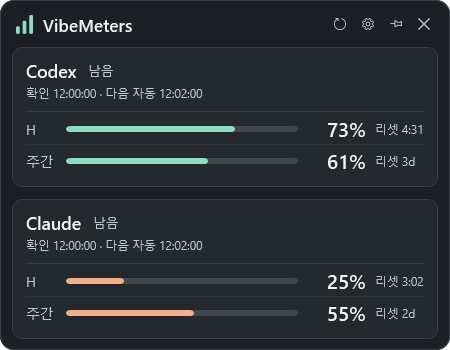 VibeMeters
Codex 남음
확인 12:00:00 · 다음 자동 12:02:00
H 73% 리셋 4:31
주간 61% 리셋 3d
Claude 남음
확인 12:00:00 · 다음 자동 12:02:00
H 25% 리셋 3:02
주간 55% 리셋 2d